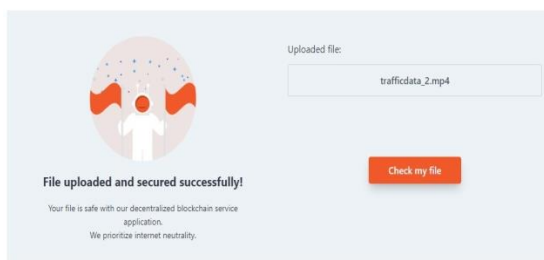 Uploaded file:
trafficdata_2.mp4
Check my file
File uploaded and secured successfully!
Your file is safe with our decentralized blockchain service
application.
We prioritize internet neutrality.